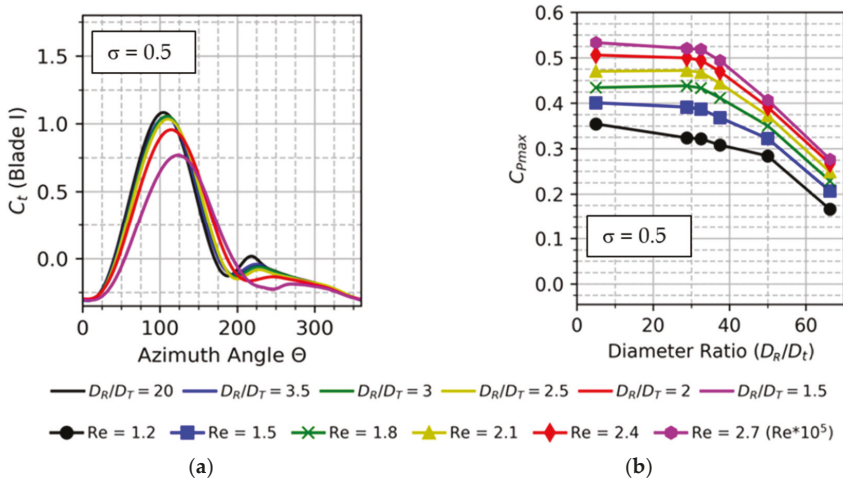 σ = 0.5
1.5
1.0
0.5
0.0
C_t (Blade I)
0 100 200 300
Azimuth Angle Θ
0.6
0.5
0.4
0.3
0.2
0.1
0.0
C_Pmax
σ = 0.5
0 20 40 60
Diameter Ratio (D_R/D_t)
D_R/D_T = 20 D_R/D_T = 3.5 D_R/D_T = 3 D_R/D_T = 2.5 D_R/D_T = 2 D_R/D_T = 1.5
Re = 1.2 Re = 1.5 Re = 1.8 Re = 2.1 Re = 2.4 Re = 2.7 (Re*10^5)
(a) (b)